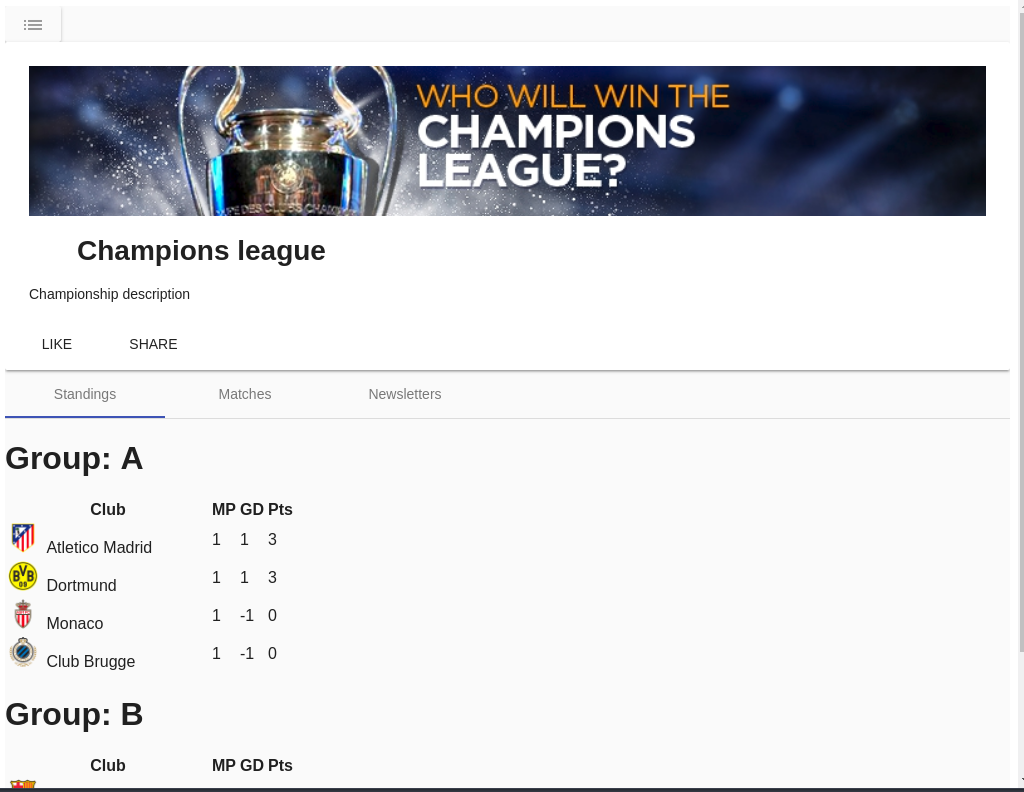 WHO WILL WIN THE
CHAMPIONS
LEAGUE?
Champions league
Championship description
LIKE SHARE
Standings Matches Newsletters
Group: A
Club MP GD Pts
Atletico Madrid 1 1 3
BVB 09 Dortmund 1 1 3
Monaco 1 -1 0
Club Brugge 1 -1 0
Group: B
Club MP GD Pts